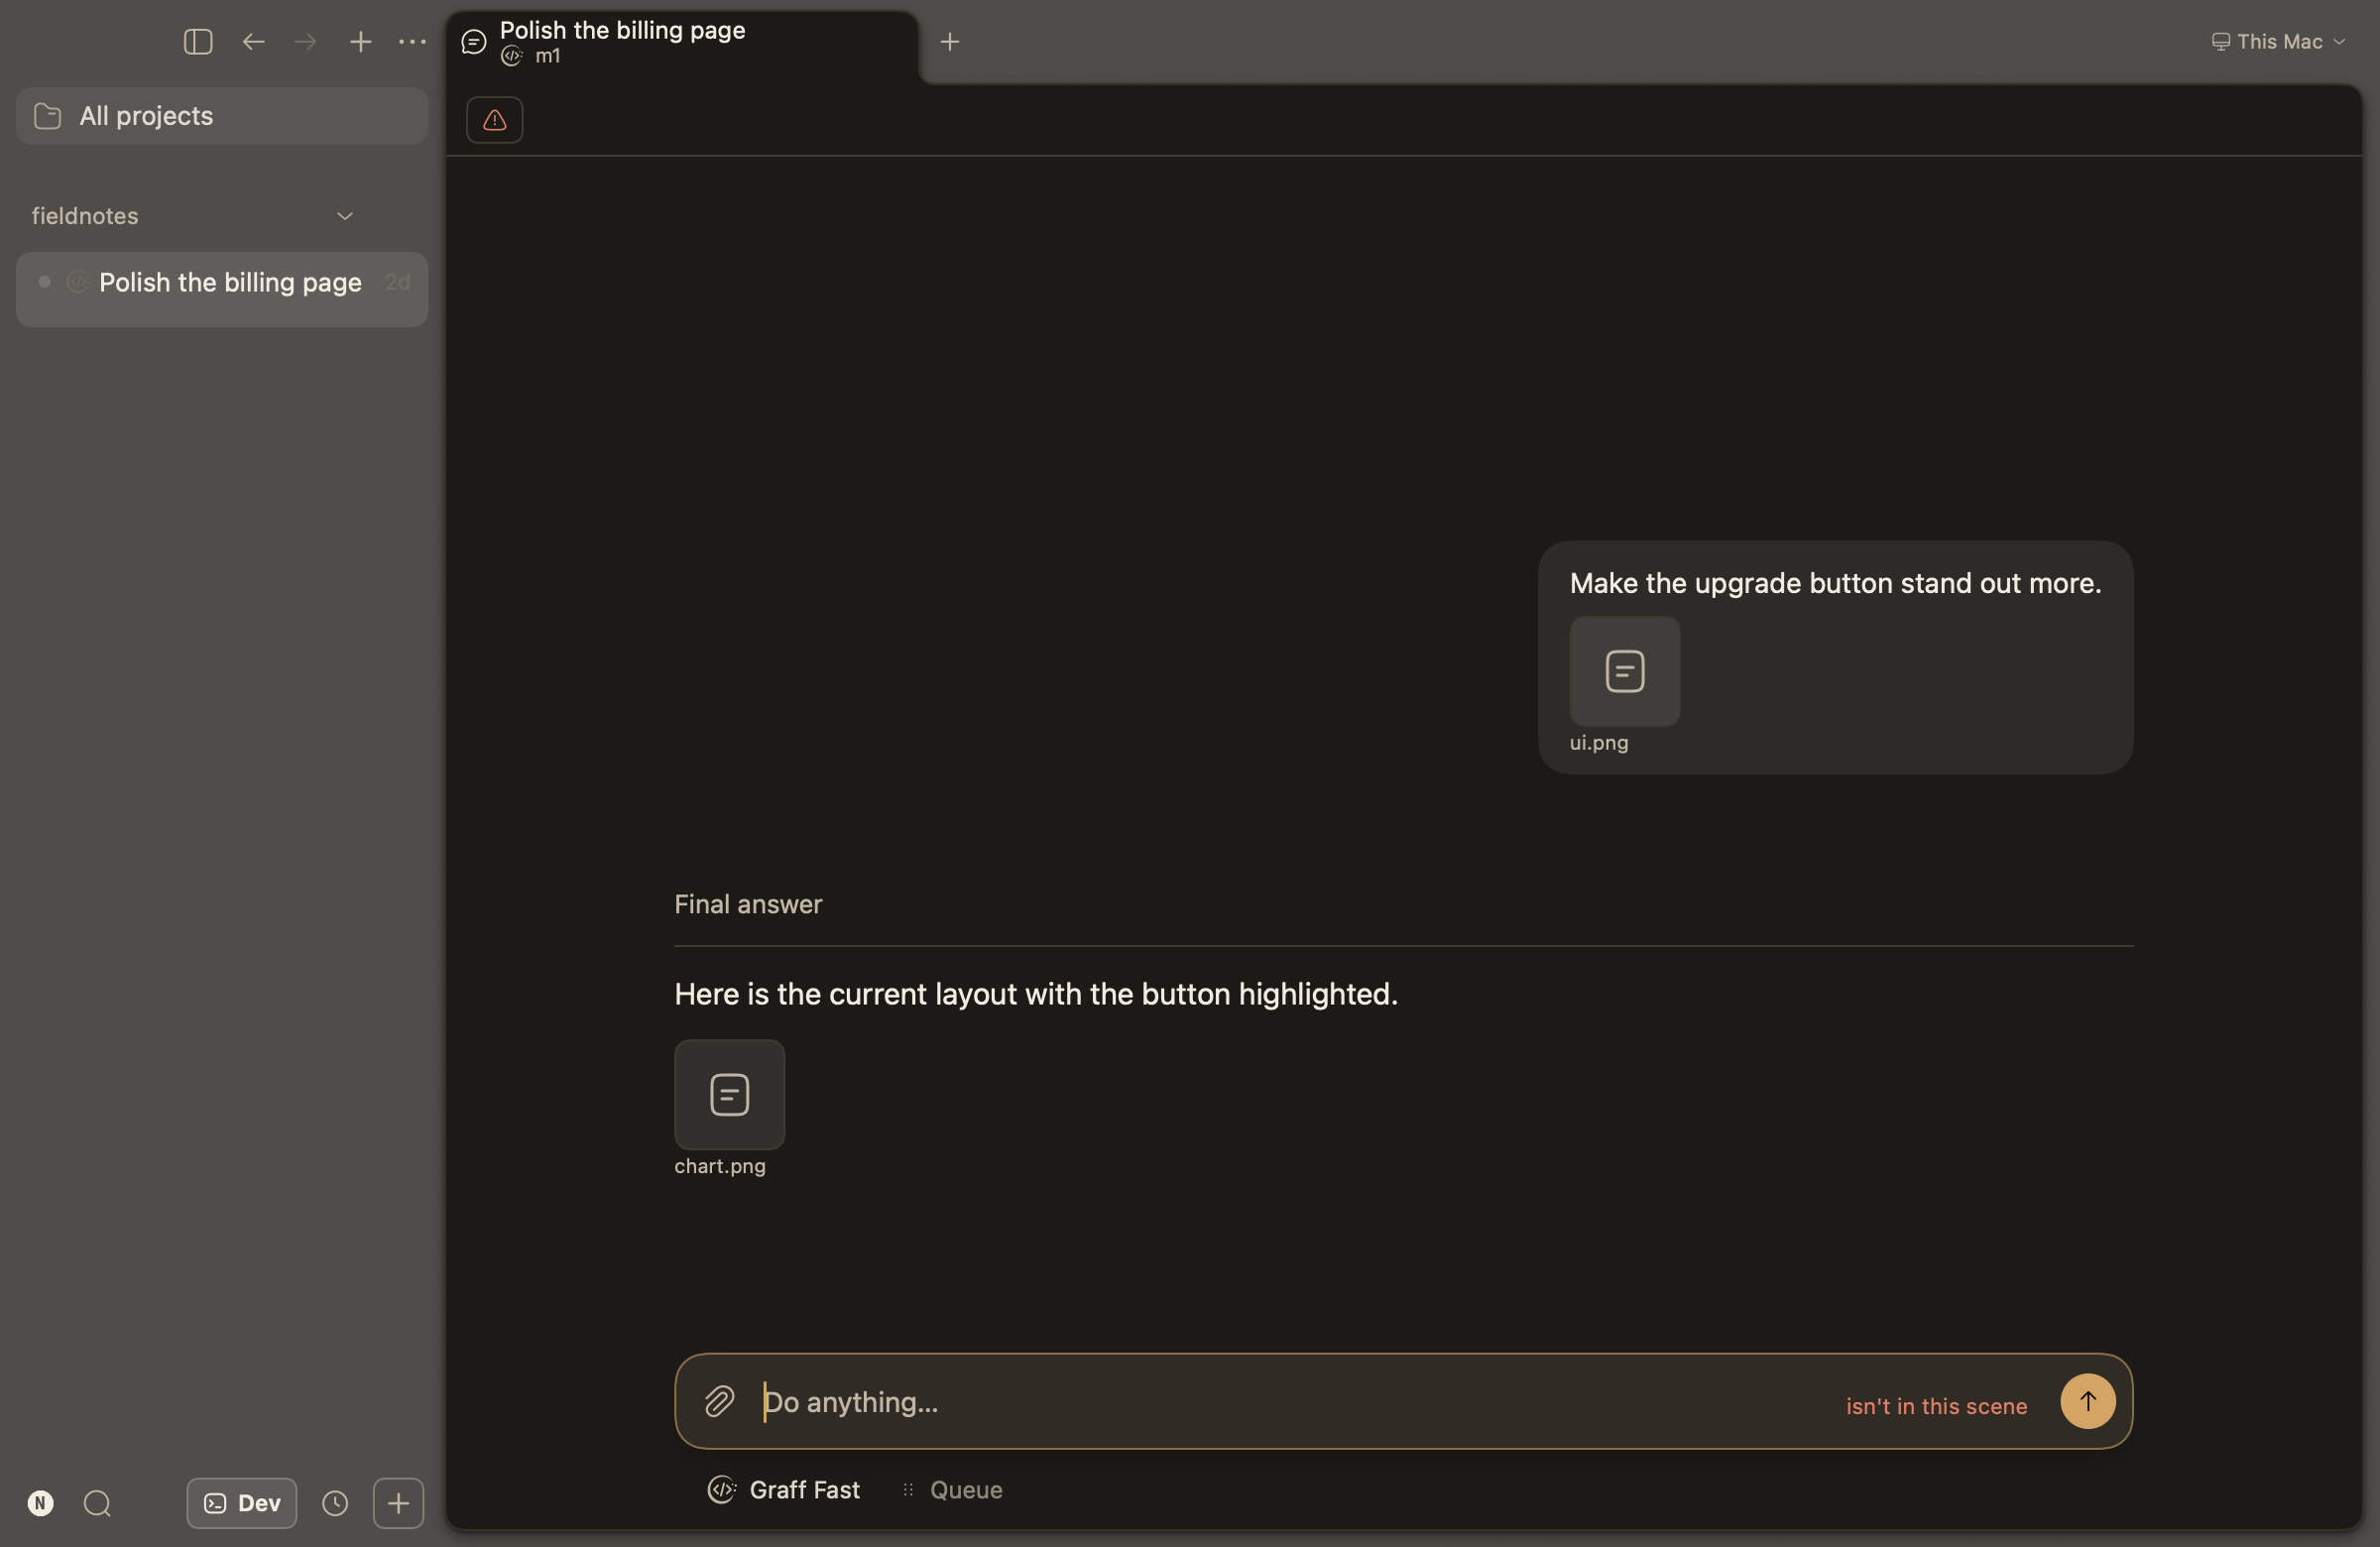 Polish the billing page
m1
This Mac
All projects
fieldnotes
Polish the billing page 2d
Make the upgrade button stand out more.
ui.png
Final answer
Here is the current layout with the button highlighted.
chart.png
Do anything...
isn't in this scene
Graff Fast
Queue
N
Dev